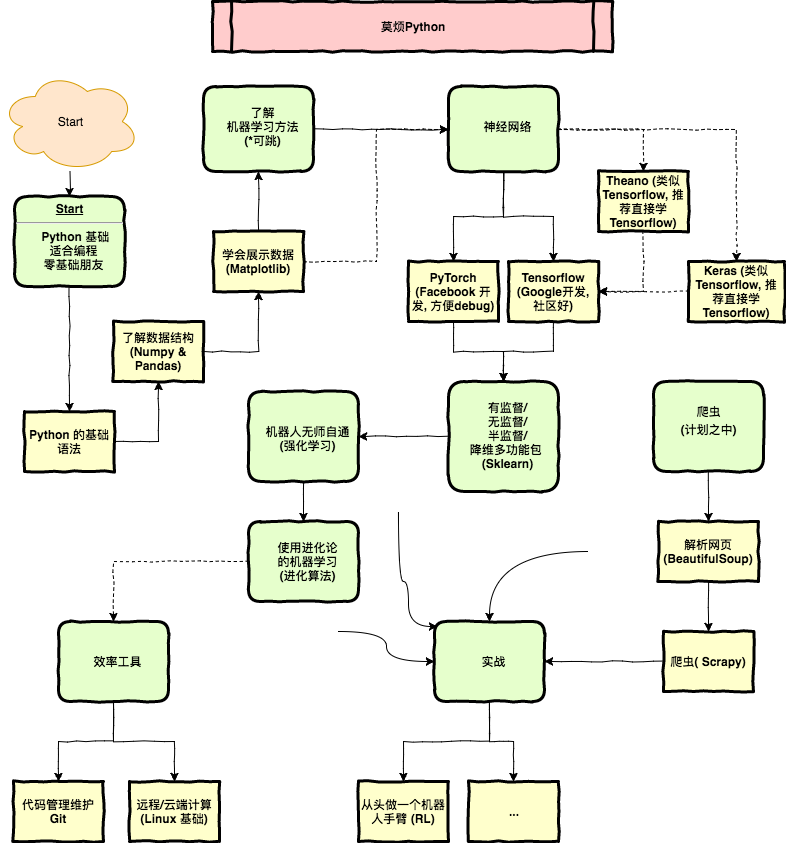 莫烦Python
Start
Start
Python 基础
适合编程
零基础朋友
了解
机器学习方法
(*可跳)
神经网络
Theano (类似
Tensorflow, 推
荐直接学
Tensorflow)
学会展示数据
(Matplotlib)
PyTorch
(Facebook 开
发, 方便debug)
Tensorflow
(Google开发,
社区好)
Keras (类似
Tensorflow, 推
荐直接学
Tensorflow)
了解数据结构
(Numpy &
Pandas)
Python 的基础
语法
机器人无师自通
(强化学习)
有监督/
无监督/
半监督/
降维多功能包
(Sklearn)
爬虫
(计划之中)
使用进化论
的机器学习
(进化算法)
解析网页
(BeautifulSoup)
效率工具
实战
爬虫( Scrapy)
代码管理维护
Git
远程/云端计算
(Linux 基础)
从头做一个机器
人手臂 (RL)
...